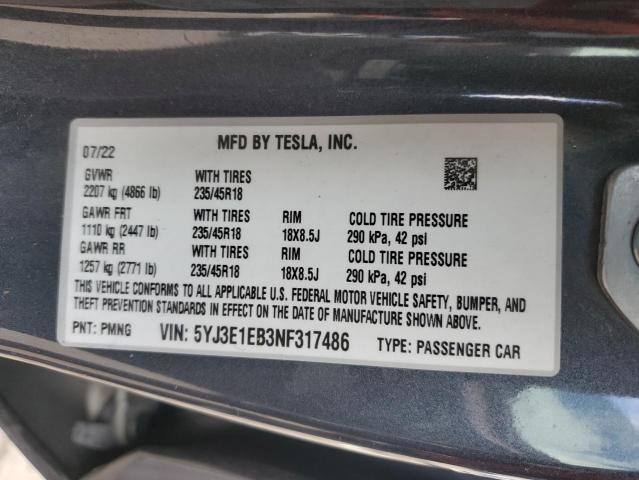 MFD BY TESLA, INC.
07/22
GVWR WITH TIRES
2207 kg (4866 lb) 235/45R18
GAWR FRT WITH TIRES RIM COLD TIRE PRESSURE
1110 kg (2447 lb) 235/45R18 18X8.5J 290 kPa, 42 psi
GAWR RR WITH TIRES RIM COLD TIRE PRESSURE
1257 kg (2771 lb) 235/45R18 18X8.5J 290 kPa, 42 psi
THIS VEHICLE CONFORMS TO ALL APPLICABLE U.S. FEDERAL MOTOR VEHICLE SAFETY, BUMPER, AND
THEFT PREVENTION STANDARDS IN EFFECT ON THE DATE OF MANUFACTURE SHOWN ABOVE.
PNT: PMNG VIN: 5YJ3E1EB3NF317486 TYPE: PASSENGER CAR